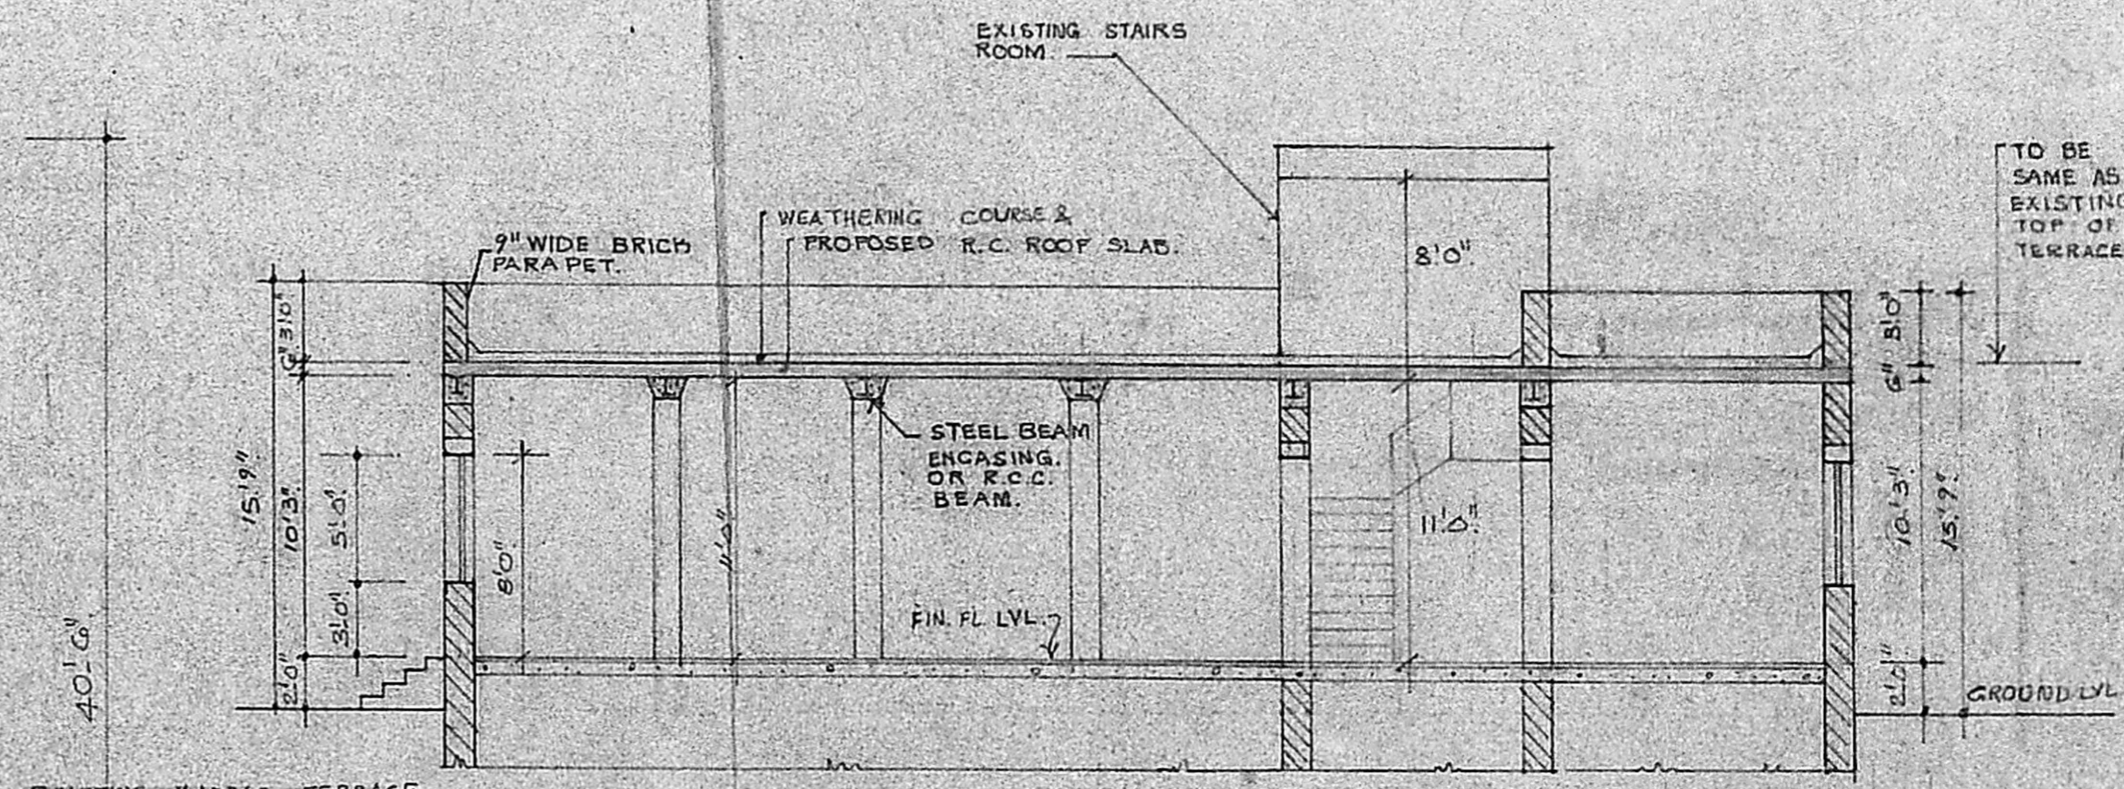 EXISTING STAIRS
ROOM.
TO BE
SAME AS
EXISTING
TOP OF
TERRACE
9" WIDE BRICK
PARAPET.
WEATHERING COURSE &
PROPOSED R.C. ROOF SLAB.
8'0"
3'0"
6"
3'0"
6"
STEEL BEAM
ENCASING.
OR R.C.C.
BEAM.
15'9"
10'3"
5'0"
8'0"
11'0"
11'0"
10'3"
15'9"
FIN. FL. LVL.
3'0"
2'0"
2'0"
GROUND LVL
40'-6"
TERRACE